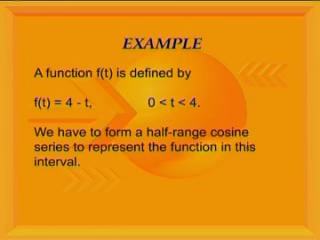 EXAMPLE
A function f(t) is defined by
f(t) = 4 - t, 0 < t < 4.
We have to form a half-range cosine
series to represent the function in this
interval.